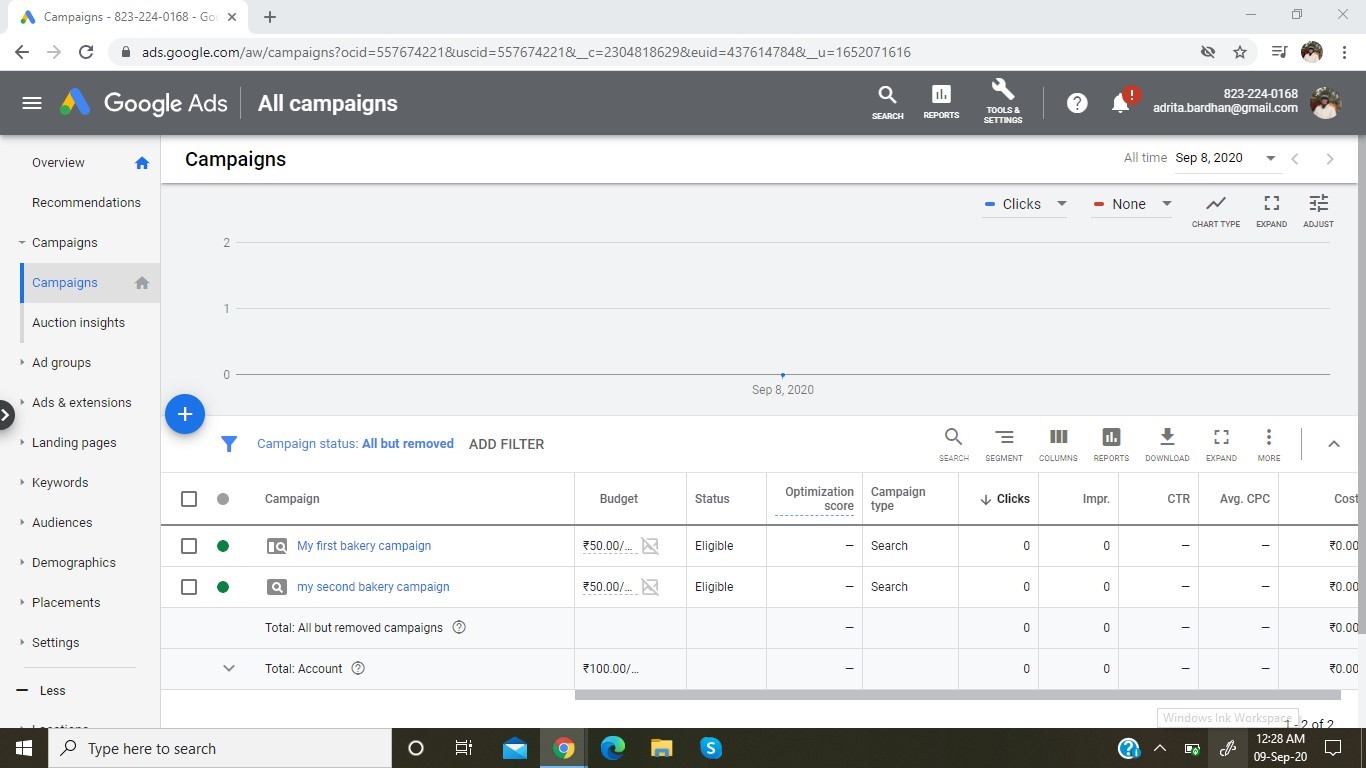 Campaigns - 823-224-0168 - Go
ads.google.com/aw/campaigns?ocid=557674221&uscid=557674221&__c=2304818629&euid=437614784&__u=1652071616
Google Ads
All campaigns
SEARCH
REPORTS
TOOLS &
SETTINGS
823-224-0168
adrita.bardhan@gmail.com
Overview
Recommendations
Campaigns
Campaigns
Auction insights
Ad groups
Ads & extensions
Landing pages
Keywords
Audiences
Demographics
Placements
Settings
Less
Locations
Campaigns
All time Sep 8, 2020
Clicks
None
CHART TYPE
EXPAND
ADJUST
2
1
0
Sep 8, 2020
Campaign status: All but removed
ADD FILTER
SEARCH
SEGMENT
COLUMNS
REPORTS
DOWNLOAD
EXPAND
MORE
Campaign Budget Status Optimization score Campaign type Clicks Impr. CTR Avg. CPC Cost
My first bakery campaign ₹50.00/... Eligible – Search 0 0 – – ₹0.00
my second bakery campaign ₹50.00/... Eligible – Search 0 0 – – ₹0.00
Total: All but removed campaigns – 0 0 – – ₹0.00
Total: Account ₹100.00/... – 0 0 – – ₹0.00
Windows Ink Workspace
1 - 2 of 2
Type here to search
12:28 AM
09-Sep-20